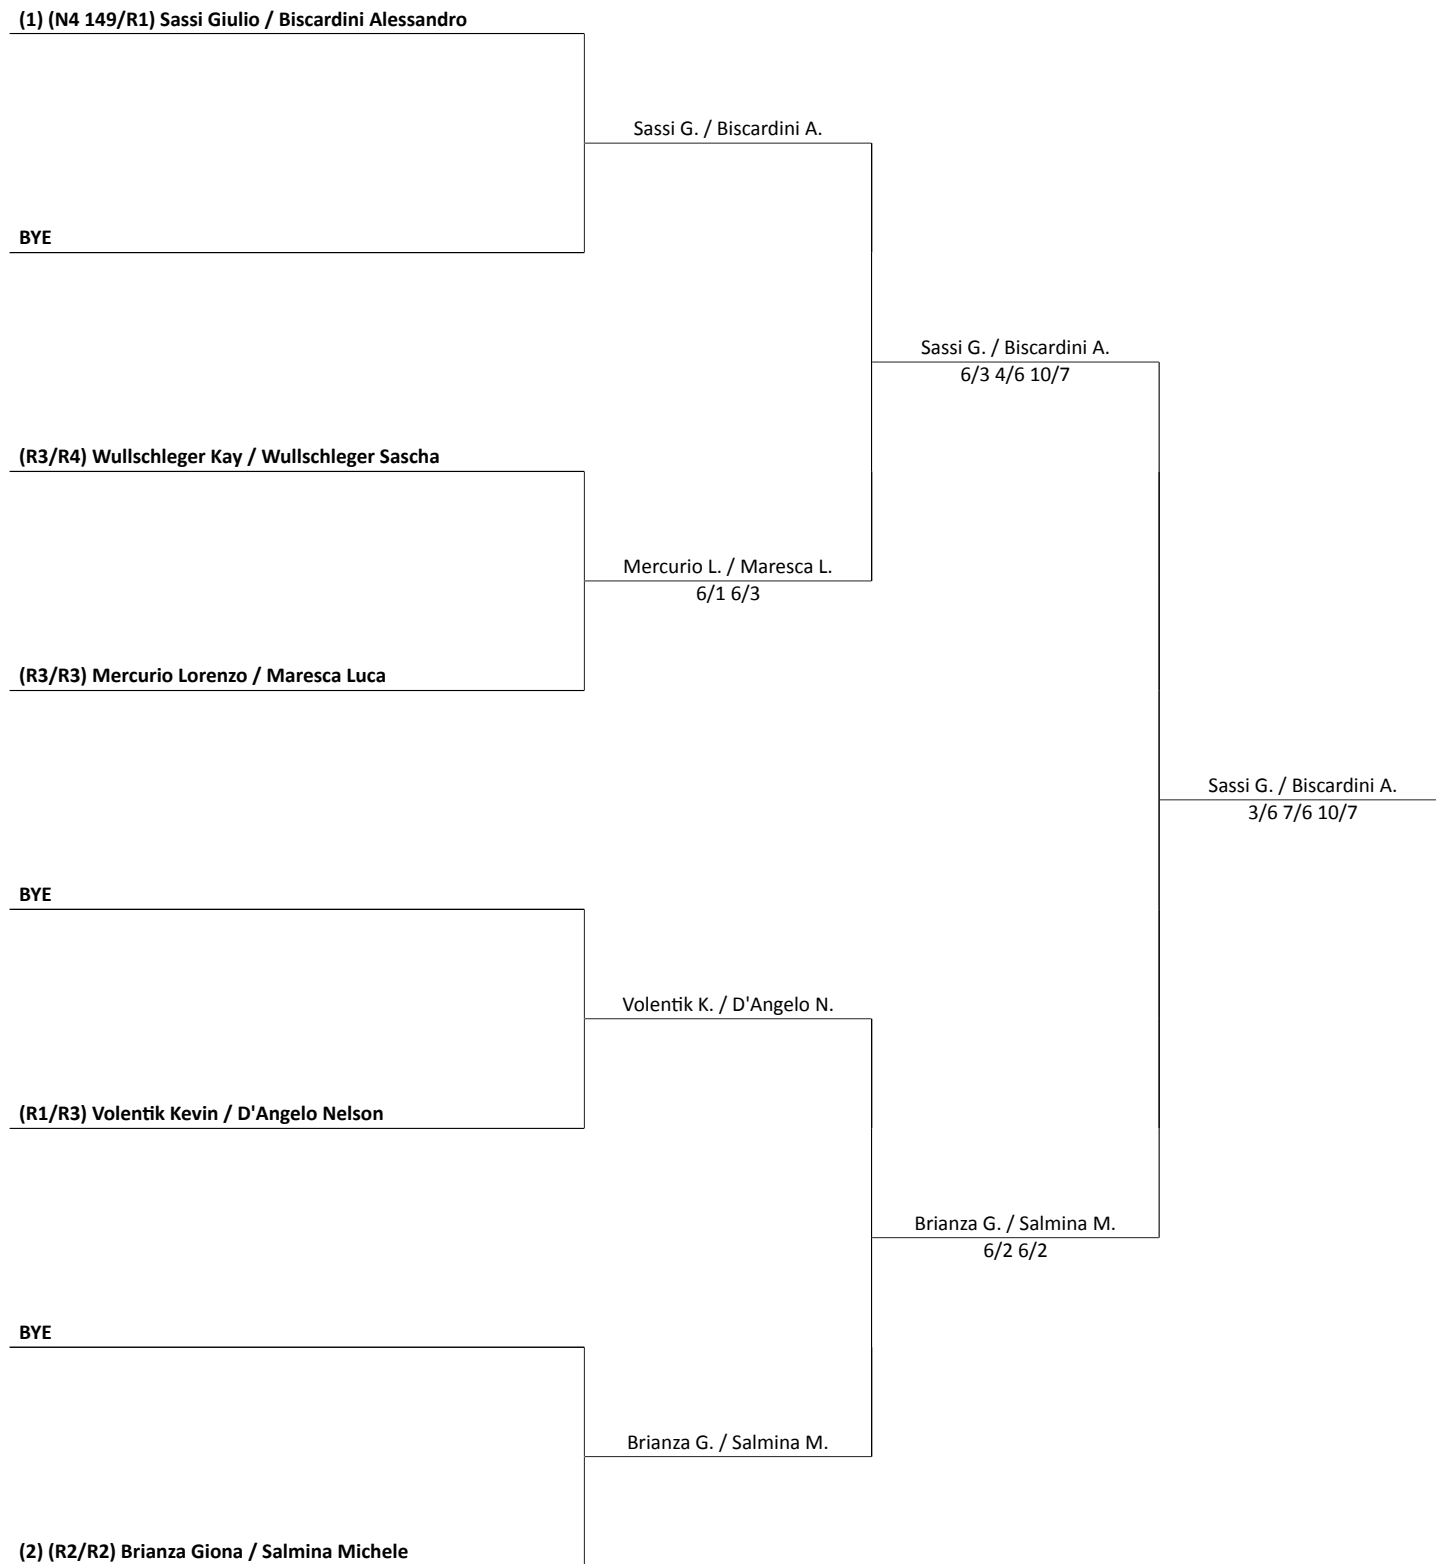 (1) (N4 149/R1) Sassi Giulio / Biscardini Alessandro
Sassi G. / Biscardini A.
BYE
Sassi G. / Biscardini A.
6/3 4/6 10/7
(R3/R4) Wullschleger Kay / Wullschleger Sascha
Mercurio L. / Maresca L.
6/1 6/3
(R3/R3) Mercurio Lorenzo / Maresca Luca
Sassi G. / Biscardini A.
3/6 7/6 10/7
BYE
Volentik K. / D'Angelo N.
(R1/R3) Volentik Kevin / D'Angelo Nelson
Brianza G. / Salmina M.
6/2 6/2
BYE
Brianza G. / Salmina M.
(2) (R2/R2) Brianza Giona / Salmina Michele